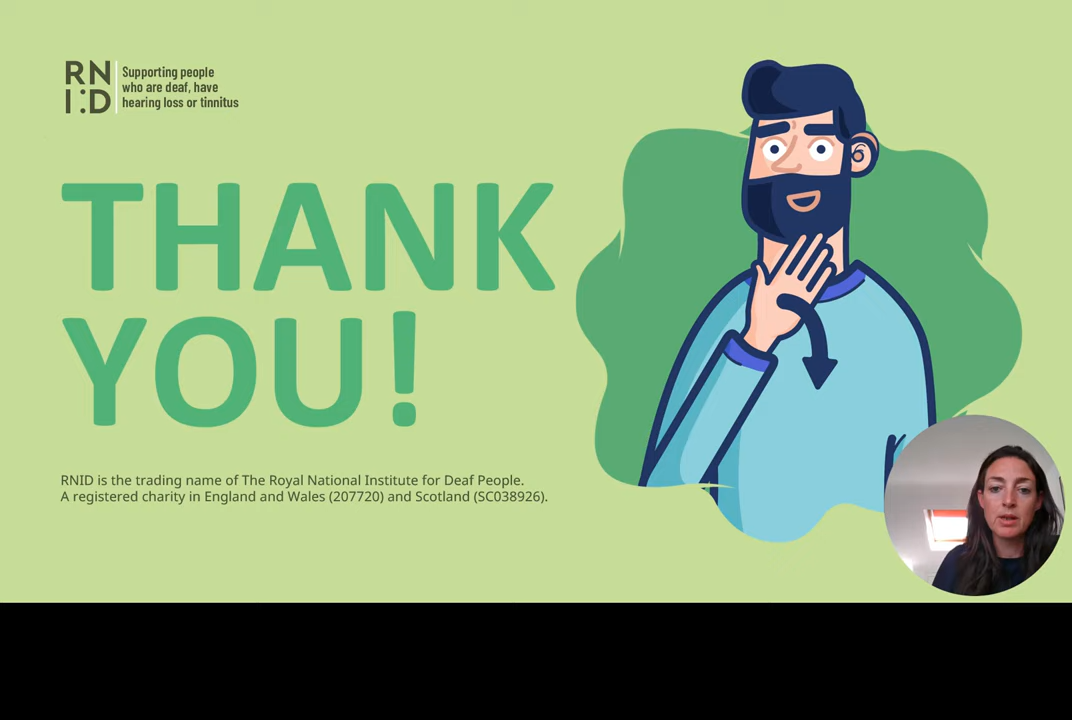 RN
I:D
Supporting people
who are deaf, have
hearing loss or tinnitus
THANK
YOU!
RNID is the trading name of The Royal National Institute for Deaf People.
A registered charity in England and Wales (207720) and Scotland (SC038926).